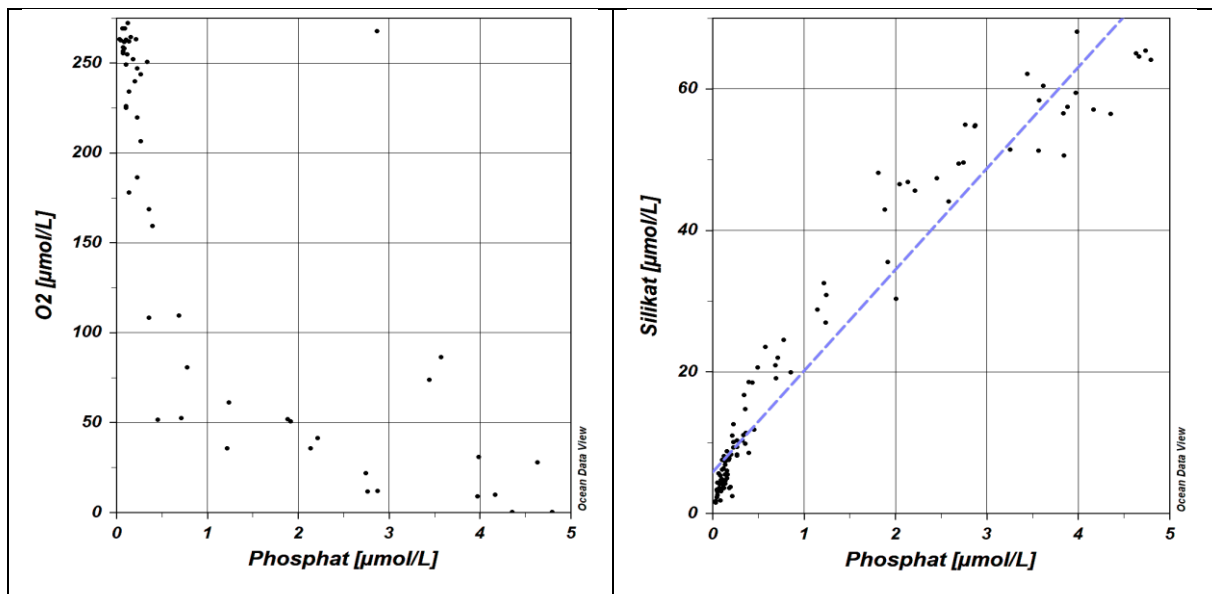 250
200
150
100
50
0
O2 [µmol/L]
0 1 2 3 4 5
Phosphat [µmol/L]
Ocean Data View
60
40
20
0
Silikat [µmol/L]
0 1 2 3 4 5
Phosphat [µmol/L]
Ocean Data View